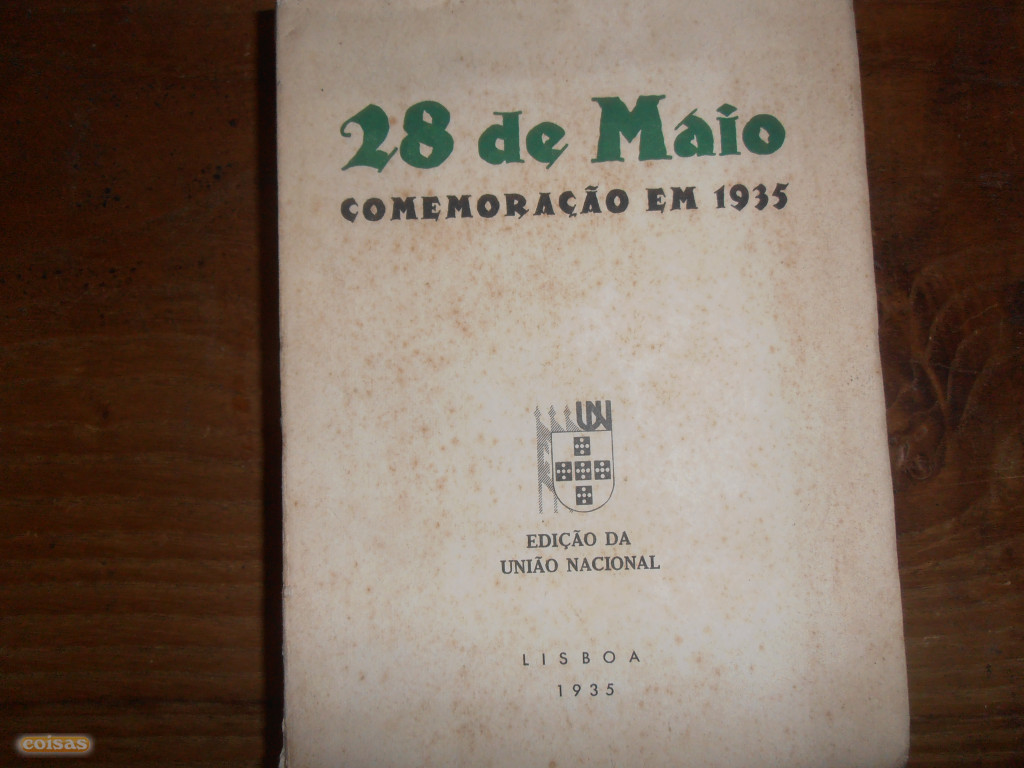 28 de Maio
COMEMORAÇÃO EM 1935
UN
EDIÇÃO DA
UNIÃO NACIONAL
LISBOA
1935
coisas